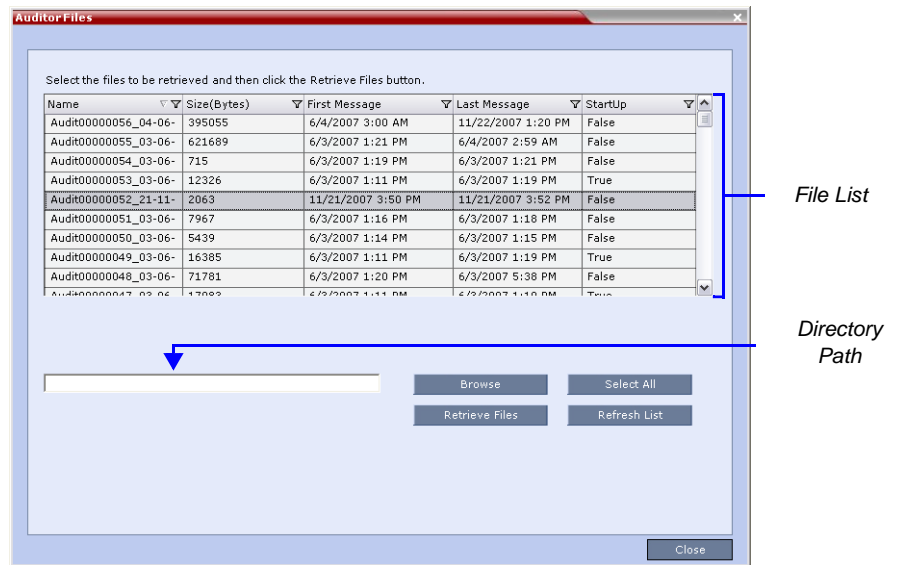 Auditor Files
Select the files to be retrieved and then click the Retrieve Files button.
Name Size(Bytes) First Message Last Message StartUp
Audit00000056_04-06- 395055 6/4/2007 3:00 AM 11/22/2007 1:20 PM False
Audit00000055_03-06- 621689 6/3/2007 1:21 PM 6/4/2007 2:59 AM False
Audit00000054_03-06- 715 6/3/2007 1:19 PM 6/3/2007 1:21 PM False
Audit00000053_03-06- 12326 6/3/2007 1:11 PM 6/3/2007 1:19 PM True
Audit00000052_21-11- 2063 11/21/2007 3:50 PM 11/21/2007 3:52 PM False
Audit00000051_03-06- 7967 6/3/2007 1:16 PM 6/3/2007 1:18 PM False
Audit00000050_03-06- 5439 6/3/2007 1:14 PM 6/3/2007 1:15 PM False
Audit00000049_03-06- 16385 6/3/2007 1:11 PM 6/3/2007 1:19 PM True
Audit00000048_03-06- 71781 6/3/2007 1:20 PM 6/3/2007 5:38 PM False
File List
Directory
Path
Browse Select All
Retrieve Files Refresh List
Close